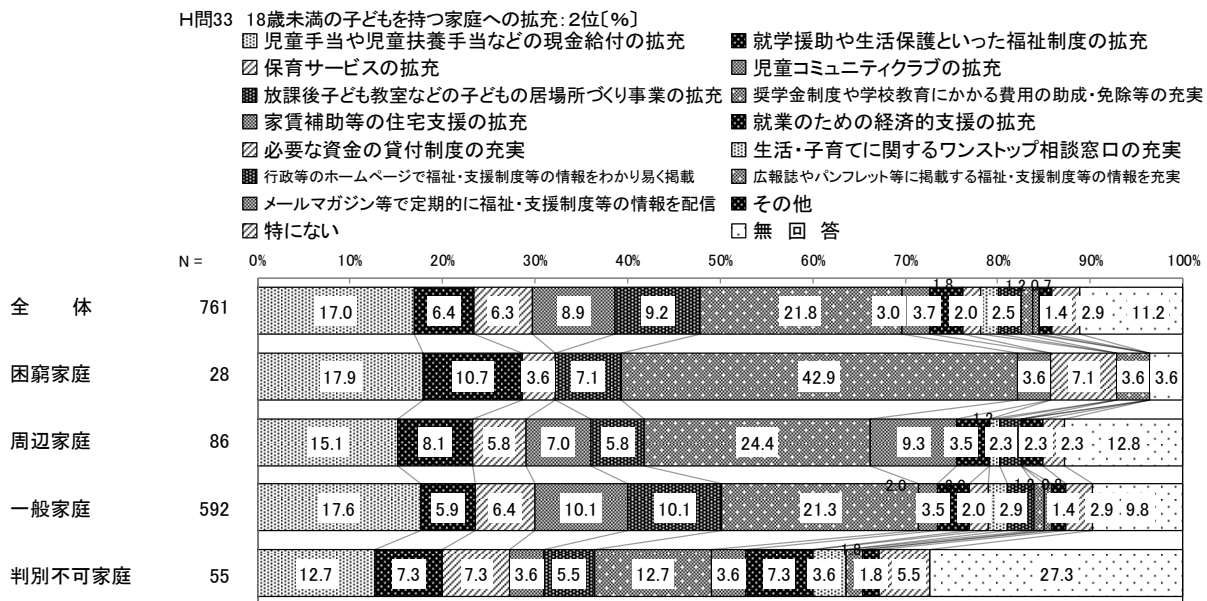 H問33 18歳未満の子どもを持つ家庭への拡充：2位〔％〕
児童手当や児童扶養手当などの現金給付の拡充 就学援助や生活保護といった福祉制度の拡充
保育サービスの拡充 児童コミュニティクラブの拡充
放課後子ども教室などの子どもの居場所づくり事業の拡充 奨学金制度や学校教育にかかる費用の助成・免除等の充実
家賃補助等の住宅支援の拡充 就業のための経済的支援の拡充
必要な資金の貸付制度の充実 生活・子育てに関するワンストップ相談窓口の充実
行政等のホームページで福祉・支援制度等の情報をわかり易く掲載 広報誌やパンフレット等に掲載する福祉・支援制度等の情報を充実
メールマガジン等で定期的に福祉・支援制度等の情報を配信 その他
特にない 無 回 答
N = 0% 10% 20% 30% 40% 50% 60% 70% 80% 90% 100%
全 体 761 17.0 6.4 6.3 8.9 9.2 21.8 3.0 3.7 1.8 2.0 2.5 1.2 0.7 1.4 2.9 11.2
困窮家庭 28 17.9 10.7 3.6 7.1 42.9 3.6 7.1 3.6 3.6
周辺家庭 86 15.1 8.1 5.8 7.0 5.8 24.4 9.3 3.5 1.2 2.3 2.3 2.3 12.8
一般家庭 592 17.6 5.9 6.4 10.1 10.1 21.3 2.0 3.5 2.0 2.9 1.4 2.9 9.8
判別不可家庭 55 12.7 7.3 7.3 3.6 5.5 12.7 3.6 7.3 3.6 1.8 1.8 5.5 27.3